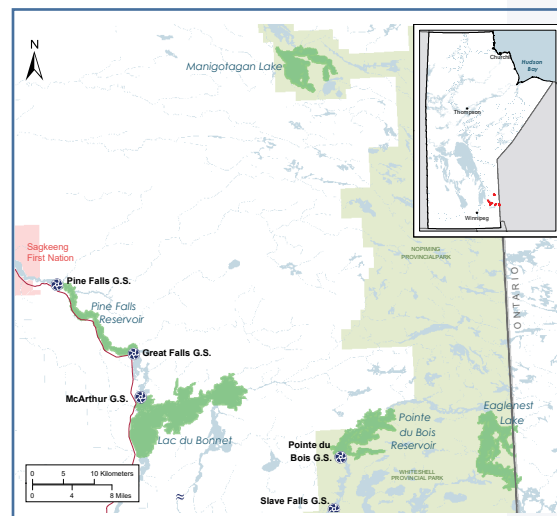 N
Manigotagan Lake
Churchill
Hudson
Bay
Thompson
Winnipeg
NOPIMING
PROVINCIALPARK
ONTARIO
Sagkeeng
First Nation
Pine Falls G.S.
Pine Falls
Reservoir
Great Falls G.S.
McArthur G.S.
Lac du Bonnet
Pointe
du Bois
Reservoir
Eaglenest
Lake
Pointe du
Bois G.S.
WHITESHELL
PROVINCIAL PARK
Slave Falls G.S.
0 5 10 Kilometers
0 4 8 Miles